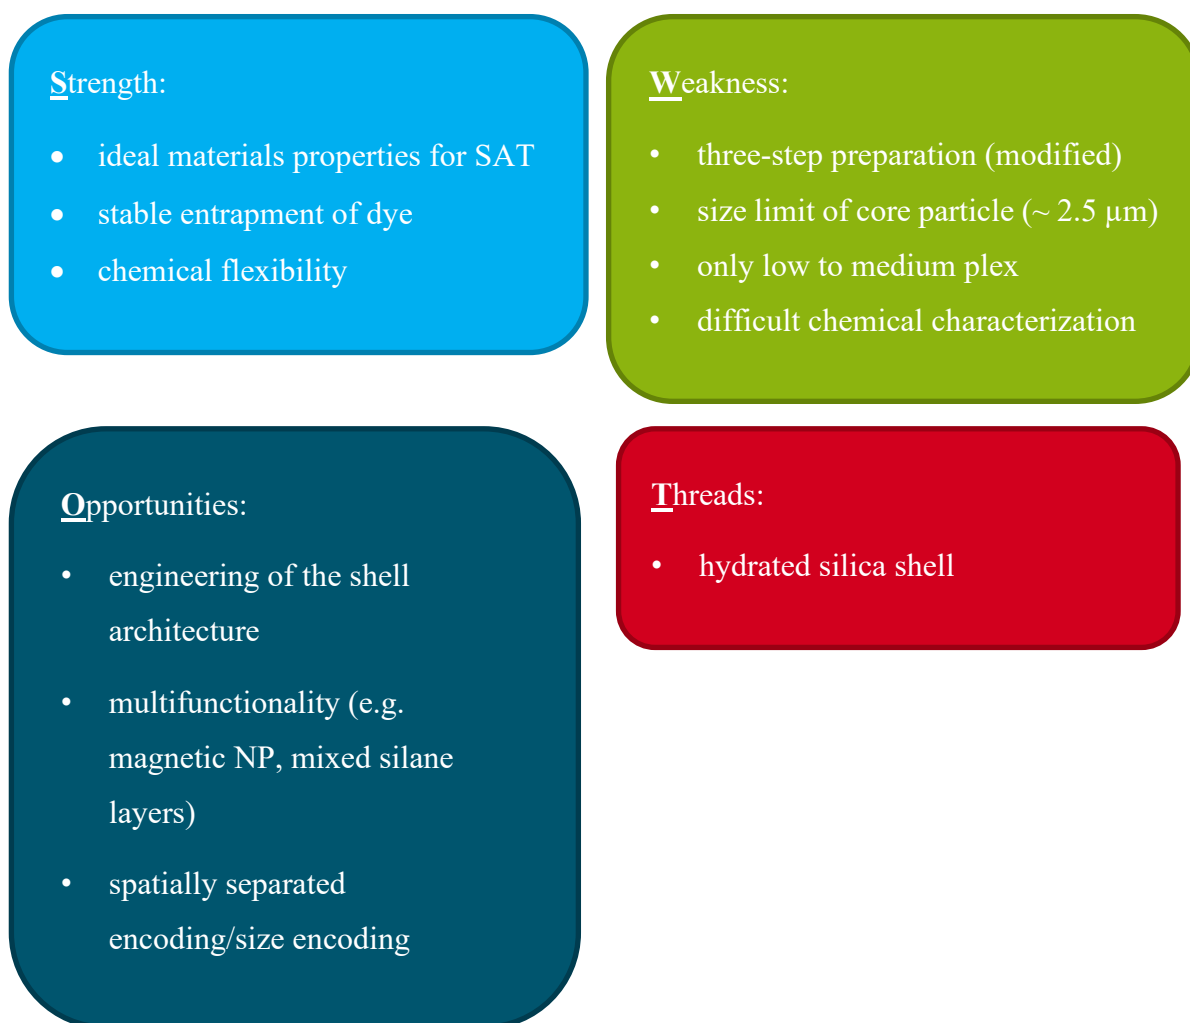 Strength:
• ideal materials properties for SAT
• stable entrapment of dye
• chemical flexibility
Weakness:
• three-step preparation (modified)
• size limit of core particle (~ 2.5 µm)
• only low to medium plex
• difficult chemical characterization
Opportunities:
• engineering of the shell
architecture
• multifunctionality (e.g.
magnetic NP, mixed silane
layers)
• spatially separated
encoding/size encoding
Threads:
• hydrated silica shell